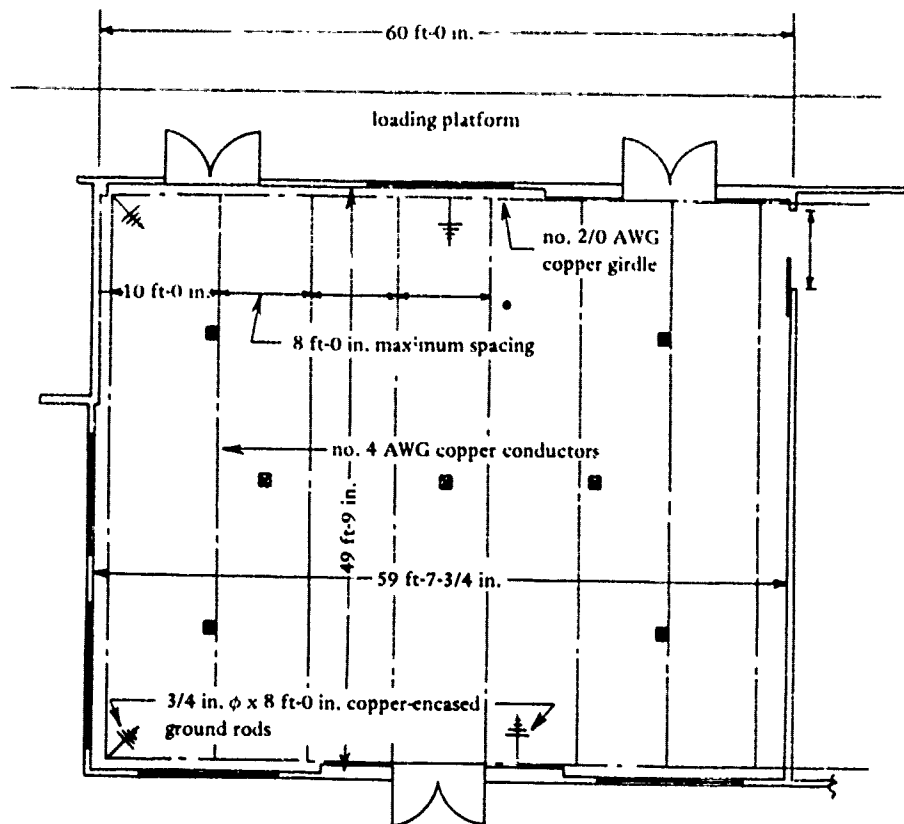 60 ft-0 in.
loading platform
no. 2/0 AWG
copper girdle
10 ft-0 in.
8 ft-0 in. maximum spacing
no. 4 AWG copper conductors
49 ft-9 in.
59 ft-7-3/4 in.
3/4 in. ϕ x 8 ft-0 in. copper-encased
ground rods